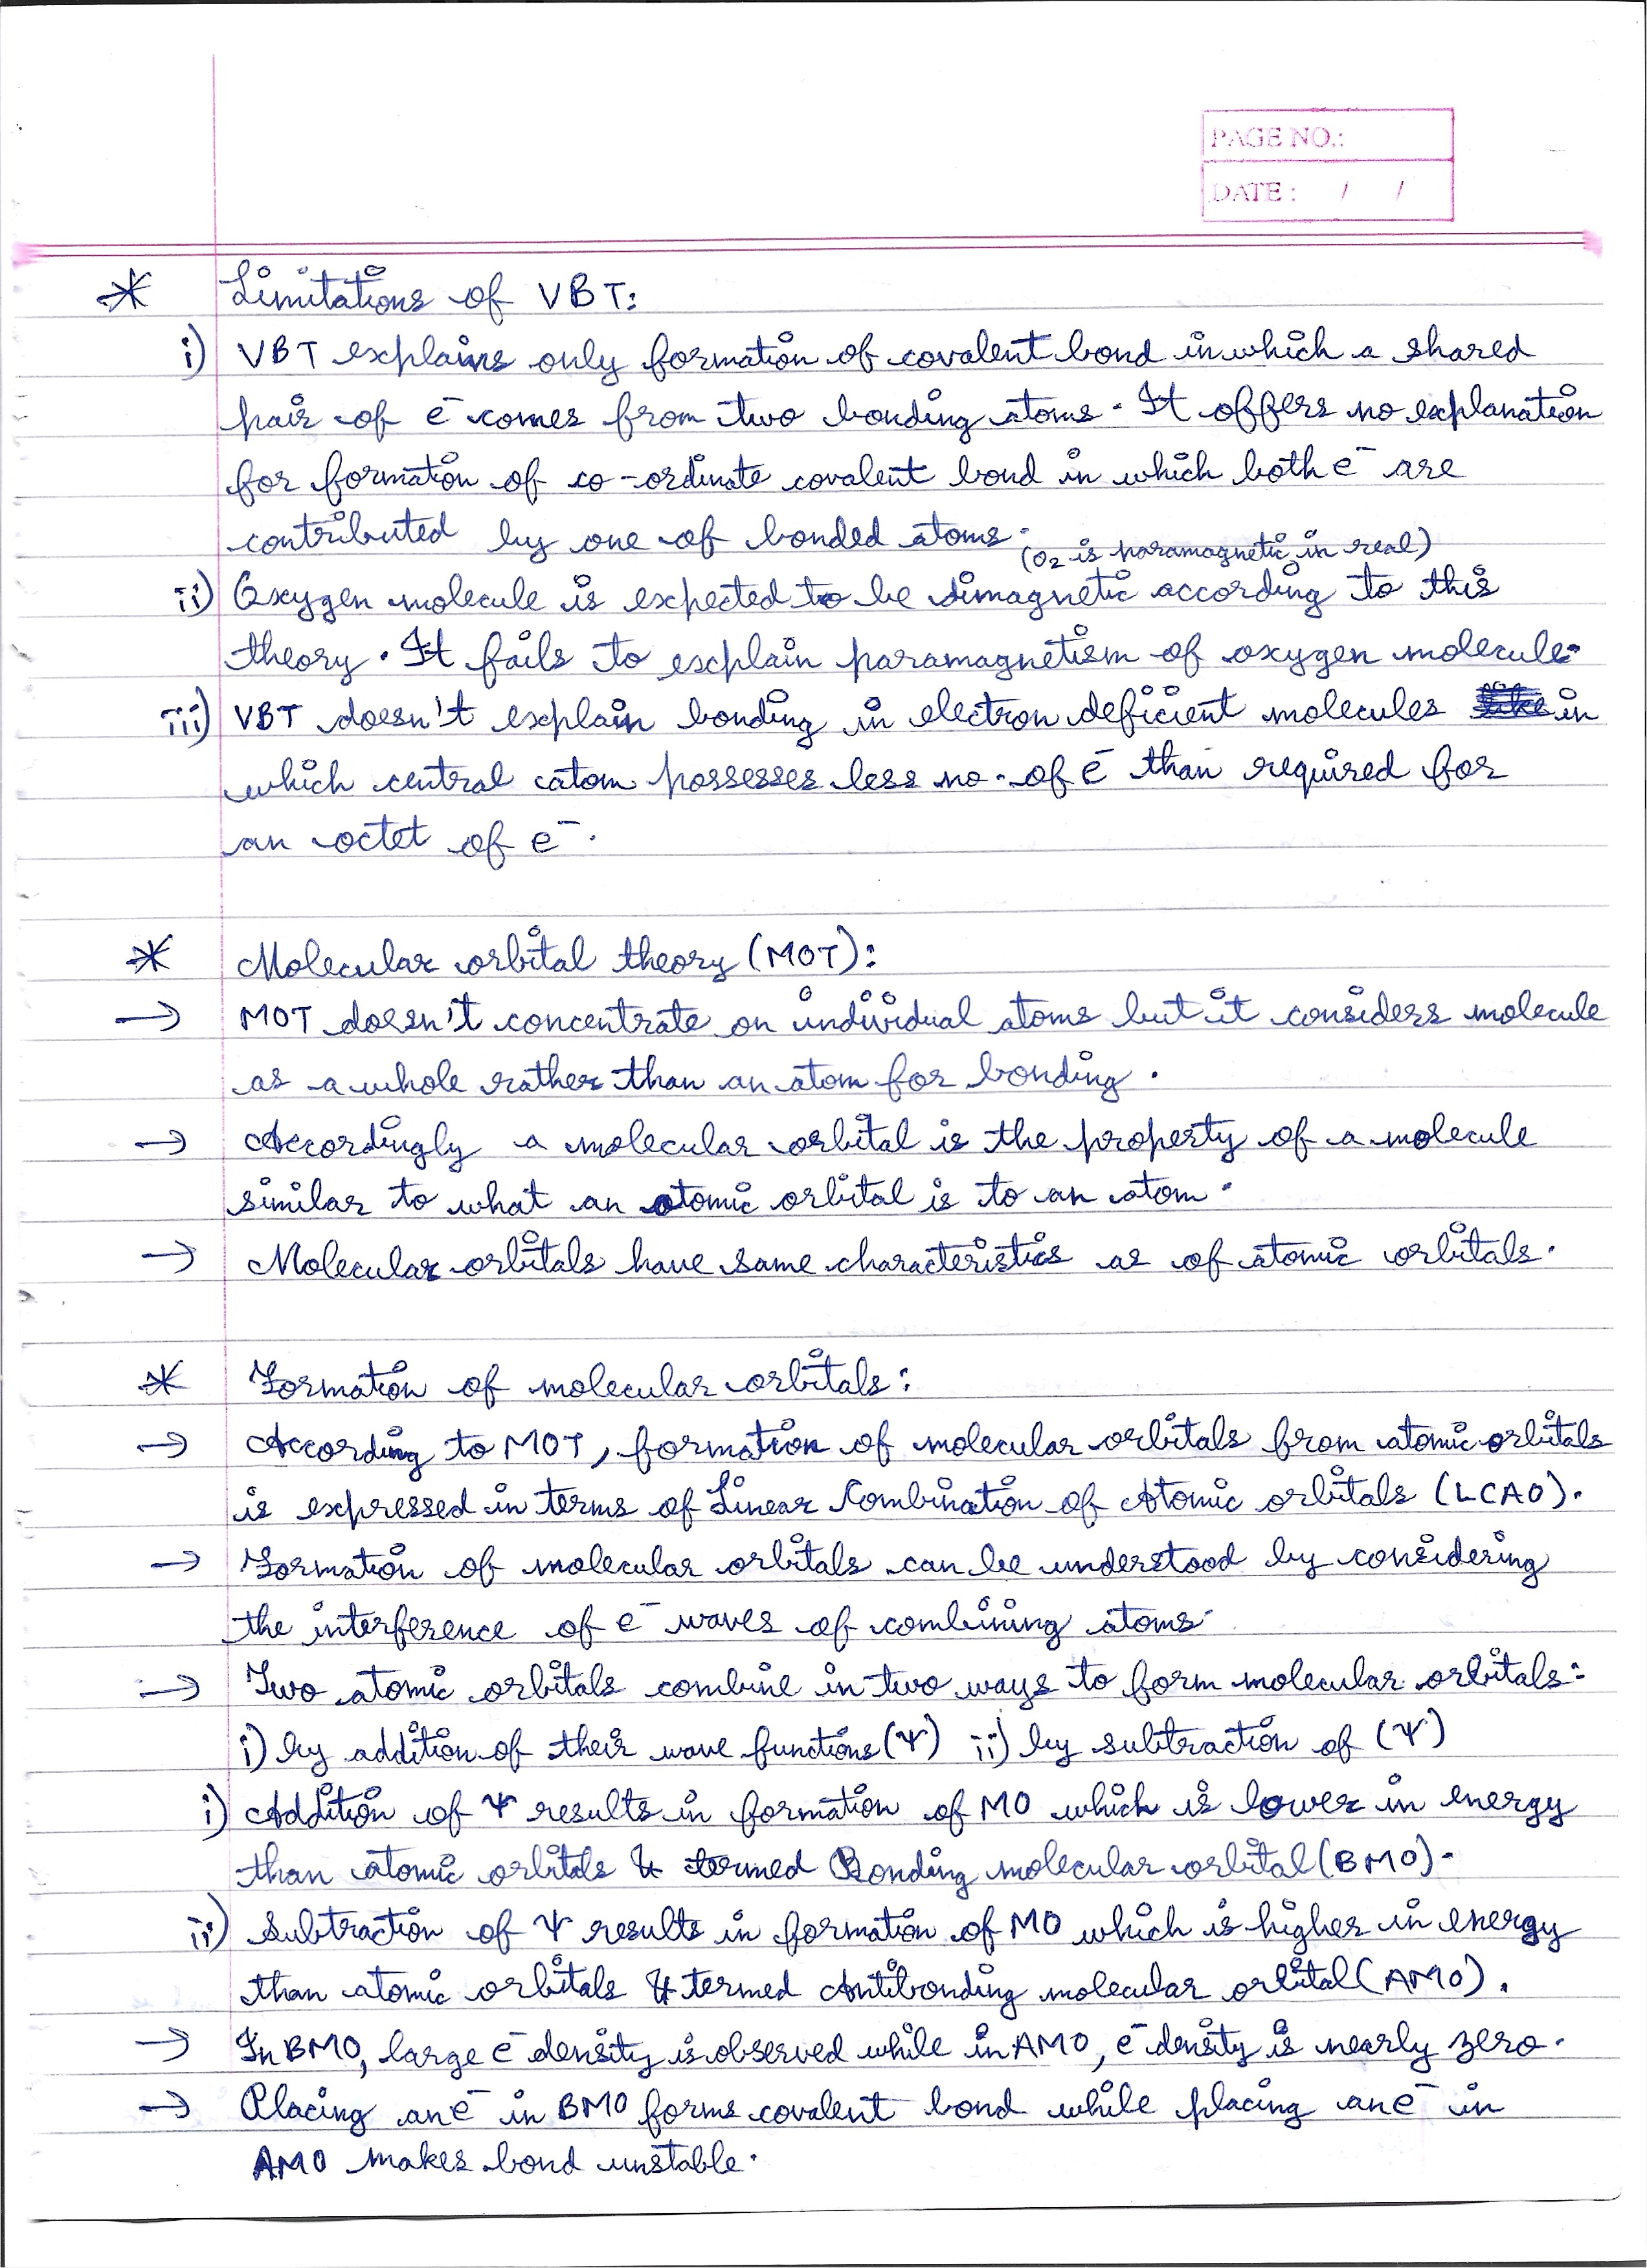 PAGE NO.:
DATE : / /
* Limitations of VBT:
i) VBT explains only formation of covalent bond in which a shared
pair of e⁻ comes from two bonding atoms. It offers no explanation
for formation of co-ordinate covalent bond in which both e⁻ are
contributed by one of bonded atoms.
(O₂ is paramagnetic in real)
ii) Oxygen molecule is expected to be dimagnetic according to this
theory. It fails to explain paramagnetism of oxygen molecule.
iii) VBT doesn't explain bonding in electron deficient molecules in
which central atom possesses less no. of e⁻ than required for
an octet of e⁻.
* Molecular orbital theory (MOT):
→ MOT doesn't concentrate on individual atoms but it considers molecule
as a whole rather than an atom for bonding.
→ Accordingly a molecular orbital is the property of a molecule
similar to what an atomic orbital is to an atom.
→ Molecular orbitals have same characteristics as of atomic orbitals.
* Formation of molecular orbitals:
→ According to MOT, formation of molecular orbitals from atomic orbitals
is expressed in terms of Linear Combination of Atomic orbitals (LCAO).
→ Formation of molecular orbitals can be understood by considering
the interference of e⁻ waves of combining atoms.
→ Two atomic orbitals combine in two ways to form molecular orbitals:
i) by addition of their wave functions (Ψ) ii) by subtraction of (Ψ)
i) Addition of Ψ results in formation of MO which is lower in energy
than atomic orbitals & termed Bonding molecular orbital (BMO).
ii) Subtraction of Ψ results in formation of MO which is higher in energy
than atomic orbitals & termed Antibonding molecular orbital (AMO).
→ In BMO, large e⁻ density is observed while in AMO, e⁻ density is nearly zero.
→ Placing an e⁻ in BMO forms covalent bond while placing an e⁻ in
AMO makes bond unstable.